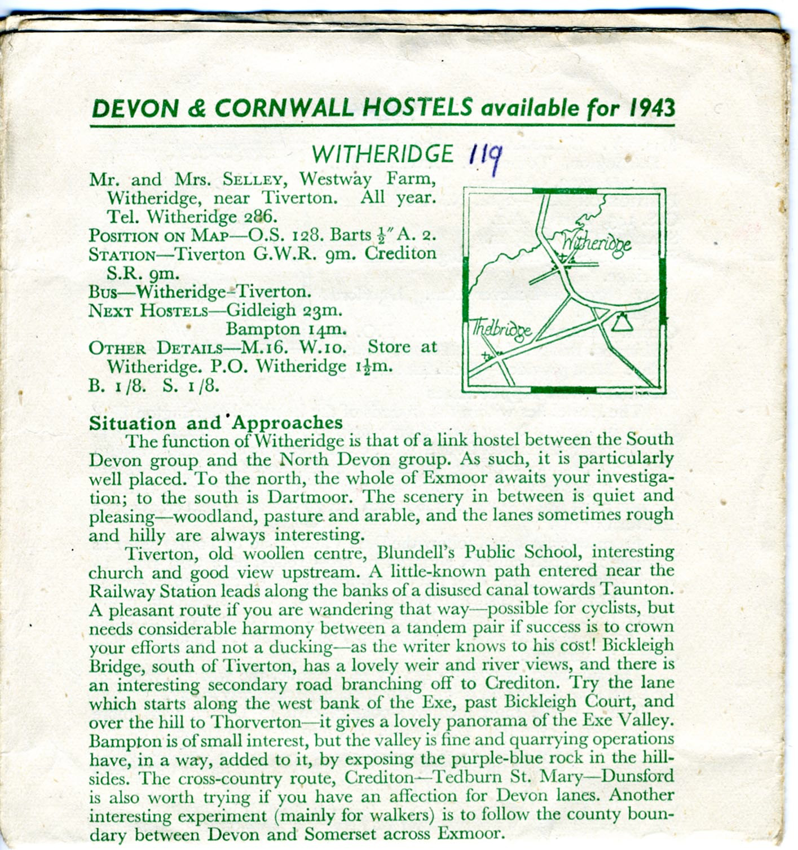 DEVON & CORNWALL HOSTELS available for 1943
WITHERIDGE 119
Mr. and Mrs. SELLEY, Westway Farm,
Witheridge, near Tiverton. All year.
Tel. Witheridge 286.
POSITION ON MAP—O.S. 128. Barts ½″ A. 2.
STATION—Tiverton G.W.R. 9m. Crediton
S.R. 9m.
BUS—Witheridge-Tiverton.
NEXT HOSTELS—Gidleigh 23m.
Bampton 14m.
OTHER DETAILS—M.16. W.10. Store at
Witheridge. P.O. Witheridge 1½m.
B. 1/8. S. 1/8.
Witheridge
Thelbridge
Situation and Approaches
The function of Witheridge is that of a link hostel between the South
Devon group and the North Devon group. As such, it is particularly
well placed. To the north, the whole of Exmoor awaits your investiga-
tion; to the south is Dartmoor. The scenery in between is quiet and
pleasing—woodland, pasture and arable, and the lanes sometimes rough
and hilly are always interesting.
Tiverton, old woollen centre, Blundell's Public School, interesting
church and good view upstream. A little-known path entered near the
Railway Station leads along the banks of a disused canal towards Taunton.
A pleasant route if you are wandering that way—possible for cyclists, but
needs considerable harmony between a tandem pair if success is to crown
your efforts and not a ducking—as the writer knows to his cost! Bickleigh
Bridge, south of Tiverton, has a lovely weir and river views, and there is
an interesting secondary road branching off to Crediton. Try the lane
which starts along the west bank of the Exe, past Bickleigh Court, and
over the hill to Thorverton—it gives a lovely panorama of the Exe Valley.
Bampton is of small interest, but the valley is fine and quarrying operations
have, in a way, added to it, by exposing the purple-blue rock in the hill-
sides. The cross-country route, Crediton—Tedburn St. Mary—Dunsford
is also worth trying if you have an affection for Devon lanes. Another
interesting experiment (mainly for walkers) is to follow the county boun-
dary between Devon and Somerset across Exmoor.